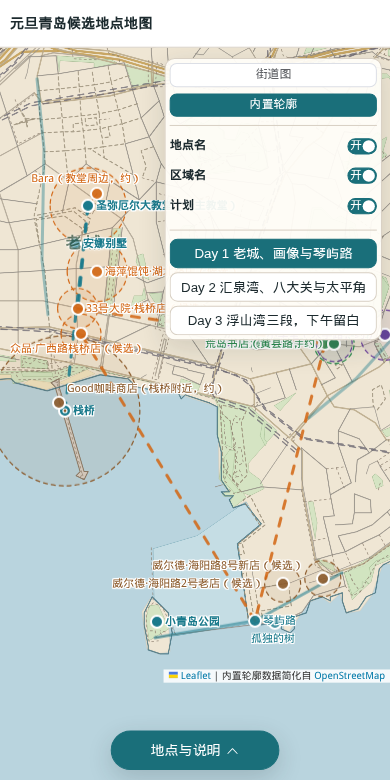 元旦青岛候选地点地图
街道图
内置轮廓
地点名
开
区域名
开
计划
开
Day 1 老城、画像与琴屿路
Day 2 汇泉湾、八大关与太平角
Day 3 浮山湾三段，下午留白
Bara（教堂周边，约）
圣弥厄尔大教堂
老
安娜别墅
海萍馄饨·湖
33号大院·栈桥店
众品·广西路栈桥店（候选）
荒岛书店（黄县路，约）
Good咖啡商店（栈桥附近，约）
栈桥
威尔德·海阳路8号新店（候选）
威尔德·海阳路2号老店（候选）
小青岛公园
琴屿路
孤独的树
Leaflet | 内置轮廓数据简化自 OpenStreetMap
地点与说明